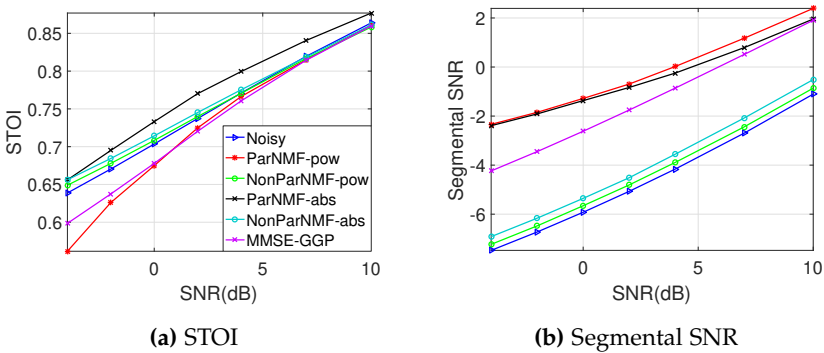 STOI
0.85
0.8
0.75
0.7
0.65
0.6
0
5
10
SNR(dB)
Noisy
ParNMF-pow
NonParNMF-pow
ParNMF-abs
NonParNMF-abs
MMSE-GGP
(a) STOI
Segmental SNR
2
0
-2
-4
-6
0
5
10
SNR(dB)
(b) Segmental SNR